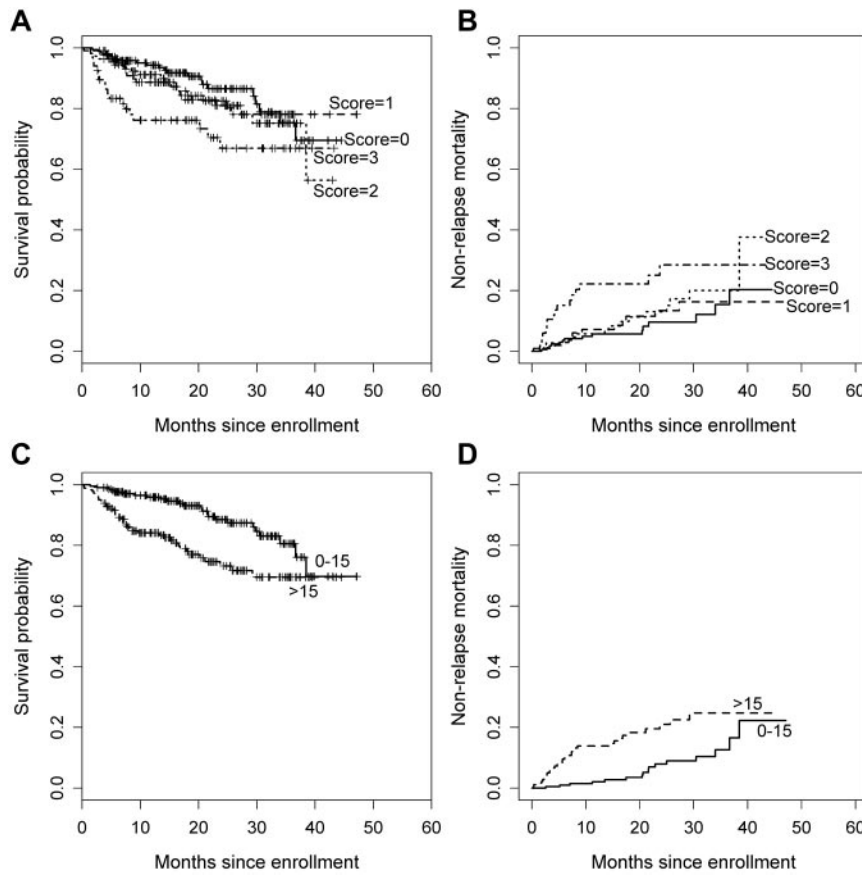 A
Survival probability
1.0
0.8
0.6
0.4
0.2
0.0
Score=1
Score=0
Score=3
Score=2
0 10 20 30 40 50 60
Months since enrollment
B
Non-relapse mortality
1.0
0.8
0.6
0.4
0.2
0.0
Score=2
Score=3
Score=0
Score=1
0 10 20 30 40 50 60
Months since enrollment
C
Survival probability
1.0
0.8
0.6
0.4
0.2
0.0
0-15
>15
0 10 20 30 40 50 60
Months since enrollment
D
Non-relapse mortality
1.0
0.8
0.6
0.4
0.2
0.0
>15
0-15
0 10 20 30 40 50 60
Months since enrollment